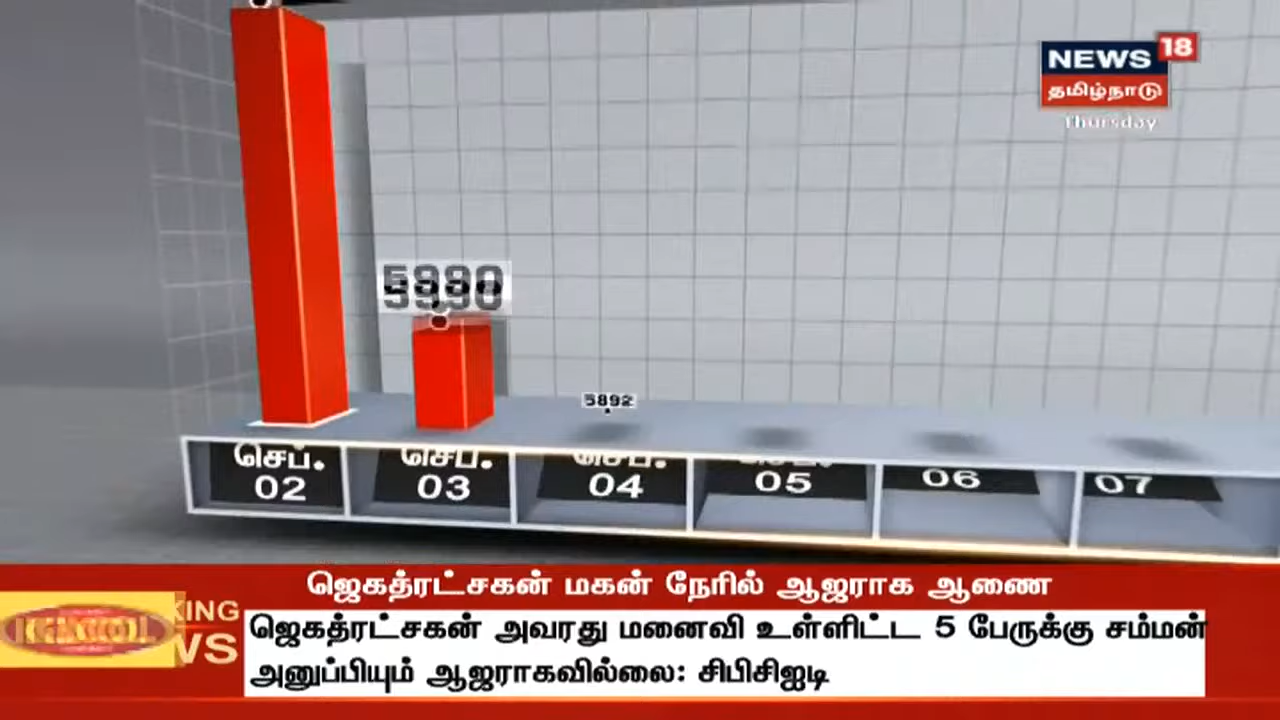 NEWS 18
தமிழ்நாடு
Thursday
5892
செப். செப். செப்.
02 03 04 05 06 07
ஜெகத்ரட்சகன் மகன் நேரில் ஆஜராக ஆணை
ஜெகத்ரட்சகன் அவரது மனைவி உள்ளிட்ட 5 பேருக்கு சம்மன்
அனுப்பியும் ஆஜராகவில்லை: சிபிசிஐடி